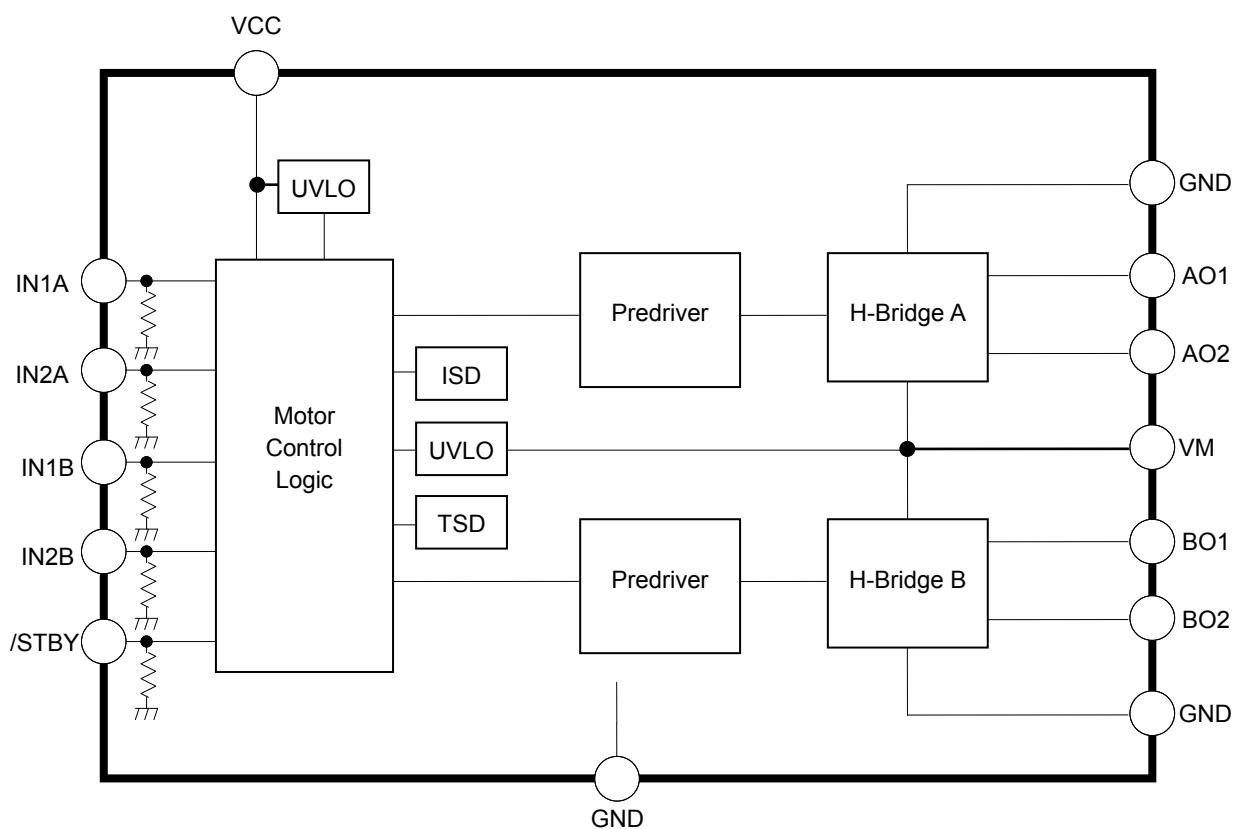 VCC
UVLO
GND
IN1A
AO1
Predriver
H-Bridge A
AO2
IN2A
ISD
Motor
Control
Logic
UVLO
VM
IN1B
TSD
BO1
IN2B
Predriver
H-Bridge B
BO2
/STBY
GND
GND